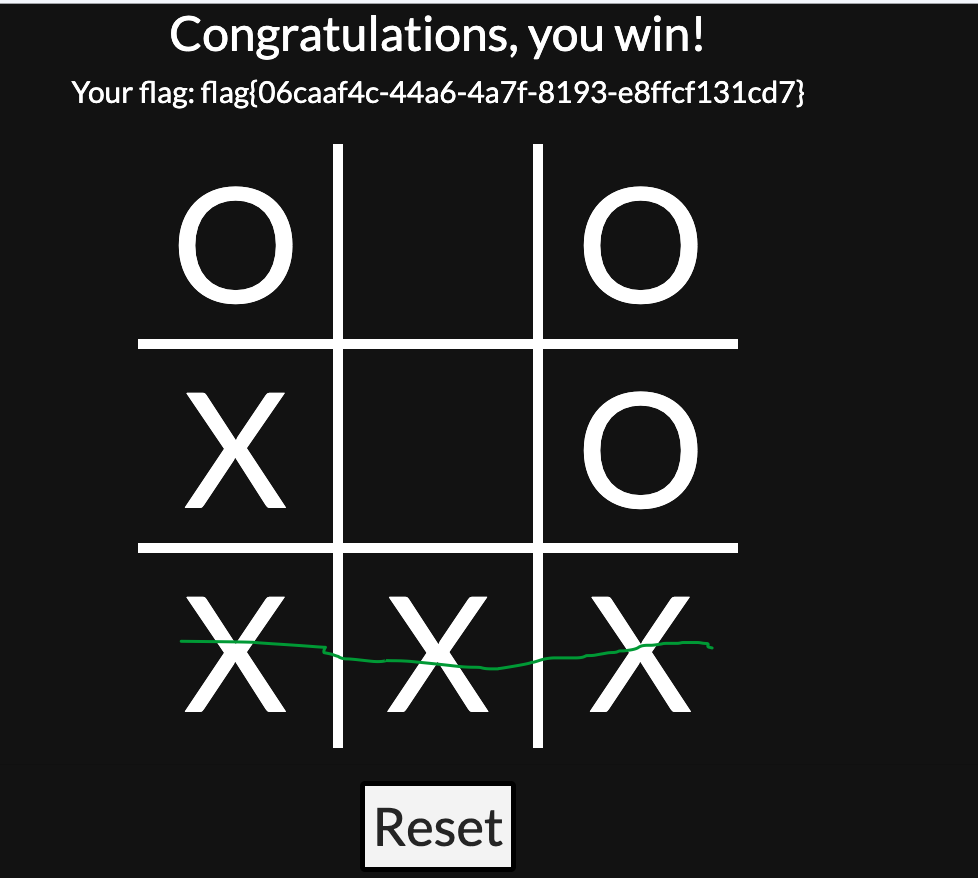 Congratulations, you win!
Your flag: flag{06caaf4c-44a6-4a7f-8193-e8ffcf131cd7}
O O
X O
X X X
Reset